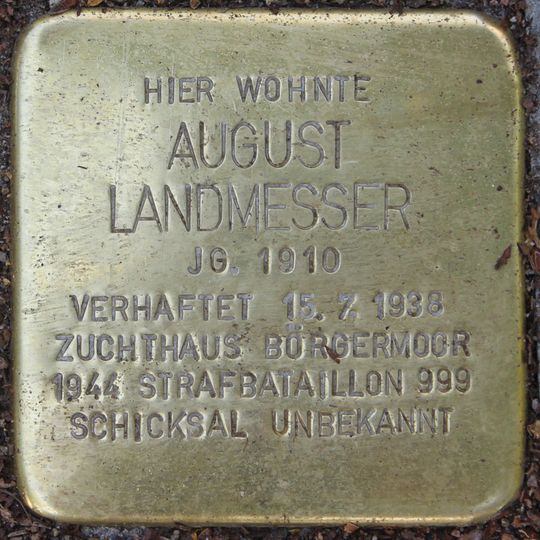 HIER WOHNTE
AUGUST
LANDMESSER
JG. 1910
VERHAFTET 15. 7. 1938
ZUCHTHAUS BÖRGERMOOR
1944 STRAFBATAILLON 999
SCHICKSAL UNBEKANNT